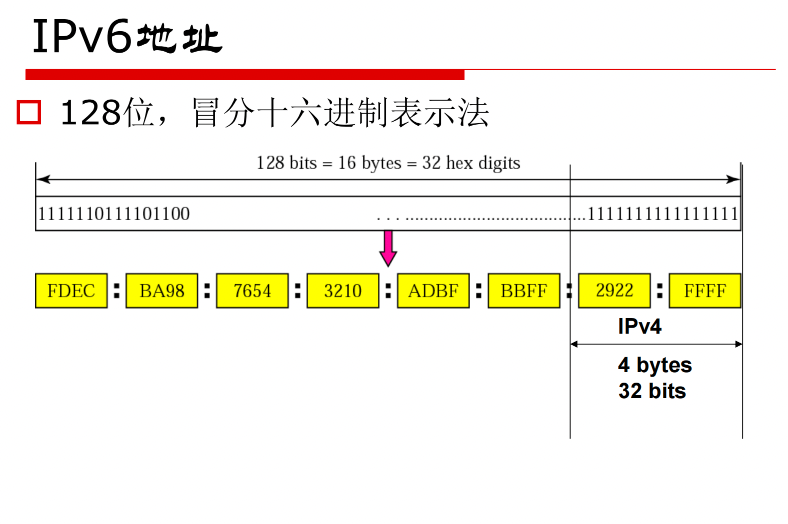 IPv6地址
128位，冒分十六进制表示法
128 bits = 16 bytes = 32 hex digits
1111110111101100 . . . ......................................1111111111111111
FDEC : BA98 : 7654 : 3210 : ADBF : BBFF : 2922 : FFFF
IPv4
4 bytes
32 bits